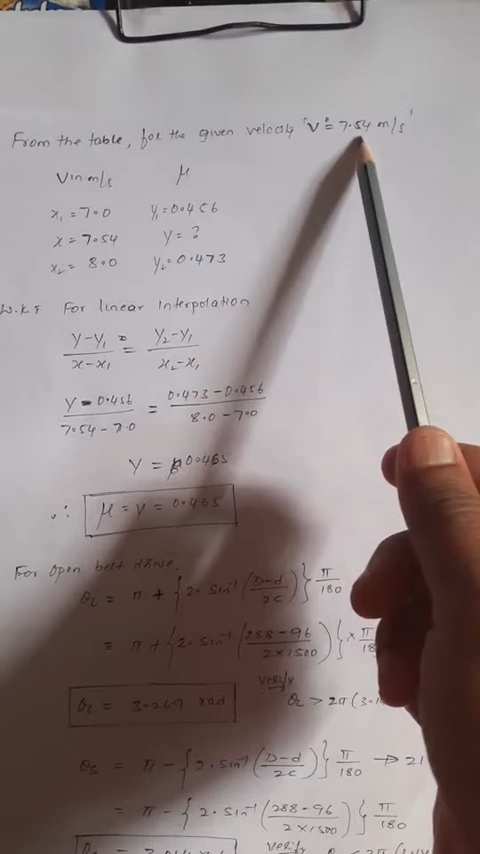 From the table, for the given velocity 'V = 7.54 m/s'
V in m/s μ
x₁ = 7.0 y₁ = 0.456
x = 7.54 y = ?
x₂ = 8.0 y₂ = 0.473
W.K.T For linear interpolation
(y - y₁)/(x - x₁) = (y₂ - y₁)/(x₂ - x₁)
(y - 0.456)/(7.54 - 7.0) = (0.473 - 0.456)/(8.0 - 7.0)
y = 0.465
∴ μ = y = 0.465
For open belt drive.
θL = π + {2. sin⁻¹ ((D-d)/2C)} π/180
= π + {2. sin⁻¹ ((288-96)/(2×1500))} × π/18
θL = 3.269 rad
Verify
θL > 2π (3.1
θs = π - {2. sin⁻¹ ((D-d)/2C)} π/180 → 21
= π - {2. sin⁻¹ ((288-96)/(2×1500))} π/180
Verify